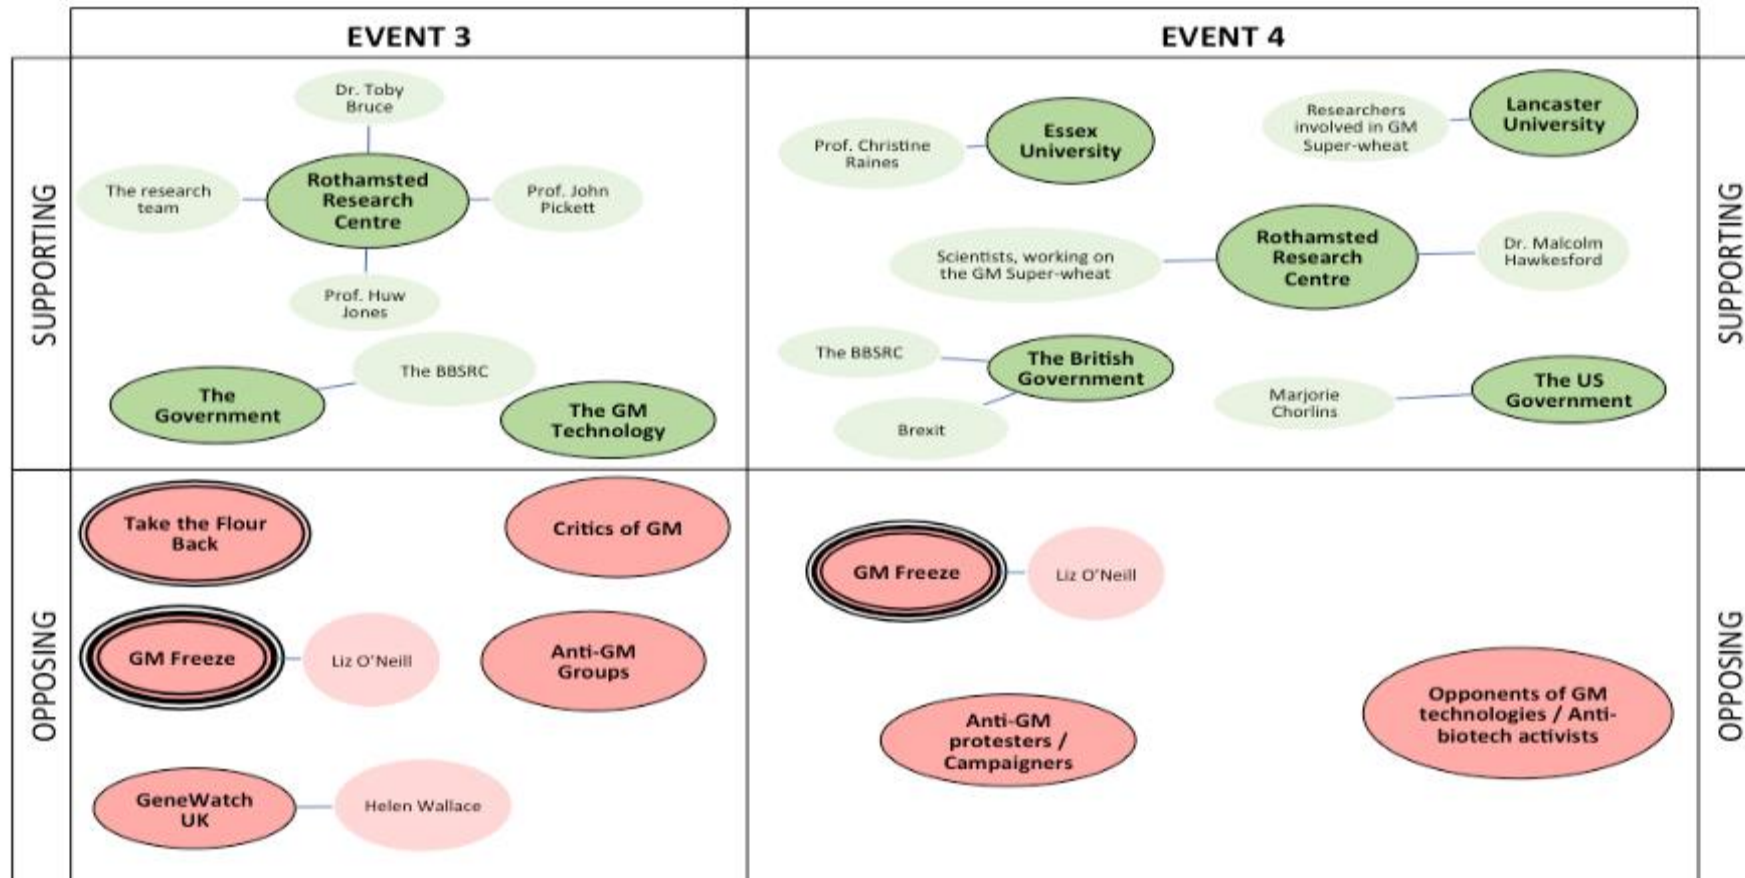 EVENT 3
EVENT 4
SUPPORTING
Dr. Toby
Bruce
The research
team
Rothamsted
Research
Centre
Prof. John
Pickett
Prof. Huw
Jones
The BBSRC
The
Government
The GM
Technology
Prof. Christine
Raines
Essex
University
Researchers
involved in GM
Super-wheat
Lancaster
University
Scientists, working on
the GM Super-wheat
Rothamsted
Research
Centre
Dr. Malcolm
Hawkesford
The BBSRC
The British
Government
Brexit
Marjorie
Chorlins
The US
Government
SUPPORTING
OPPOSING
Take the Flour
Back
Critics of GM
GM Freeze
Liz O’Neill
Anti-GM
Groups
GeneWatch
UK
Helen Wallace
GM Freeze
Liz O’Neill
Anti-GM
protesters /
Campaigners
Opponents of GM
technologies / Anti-
biotech activists
OPPOSING